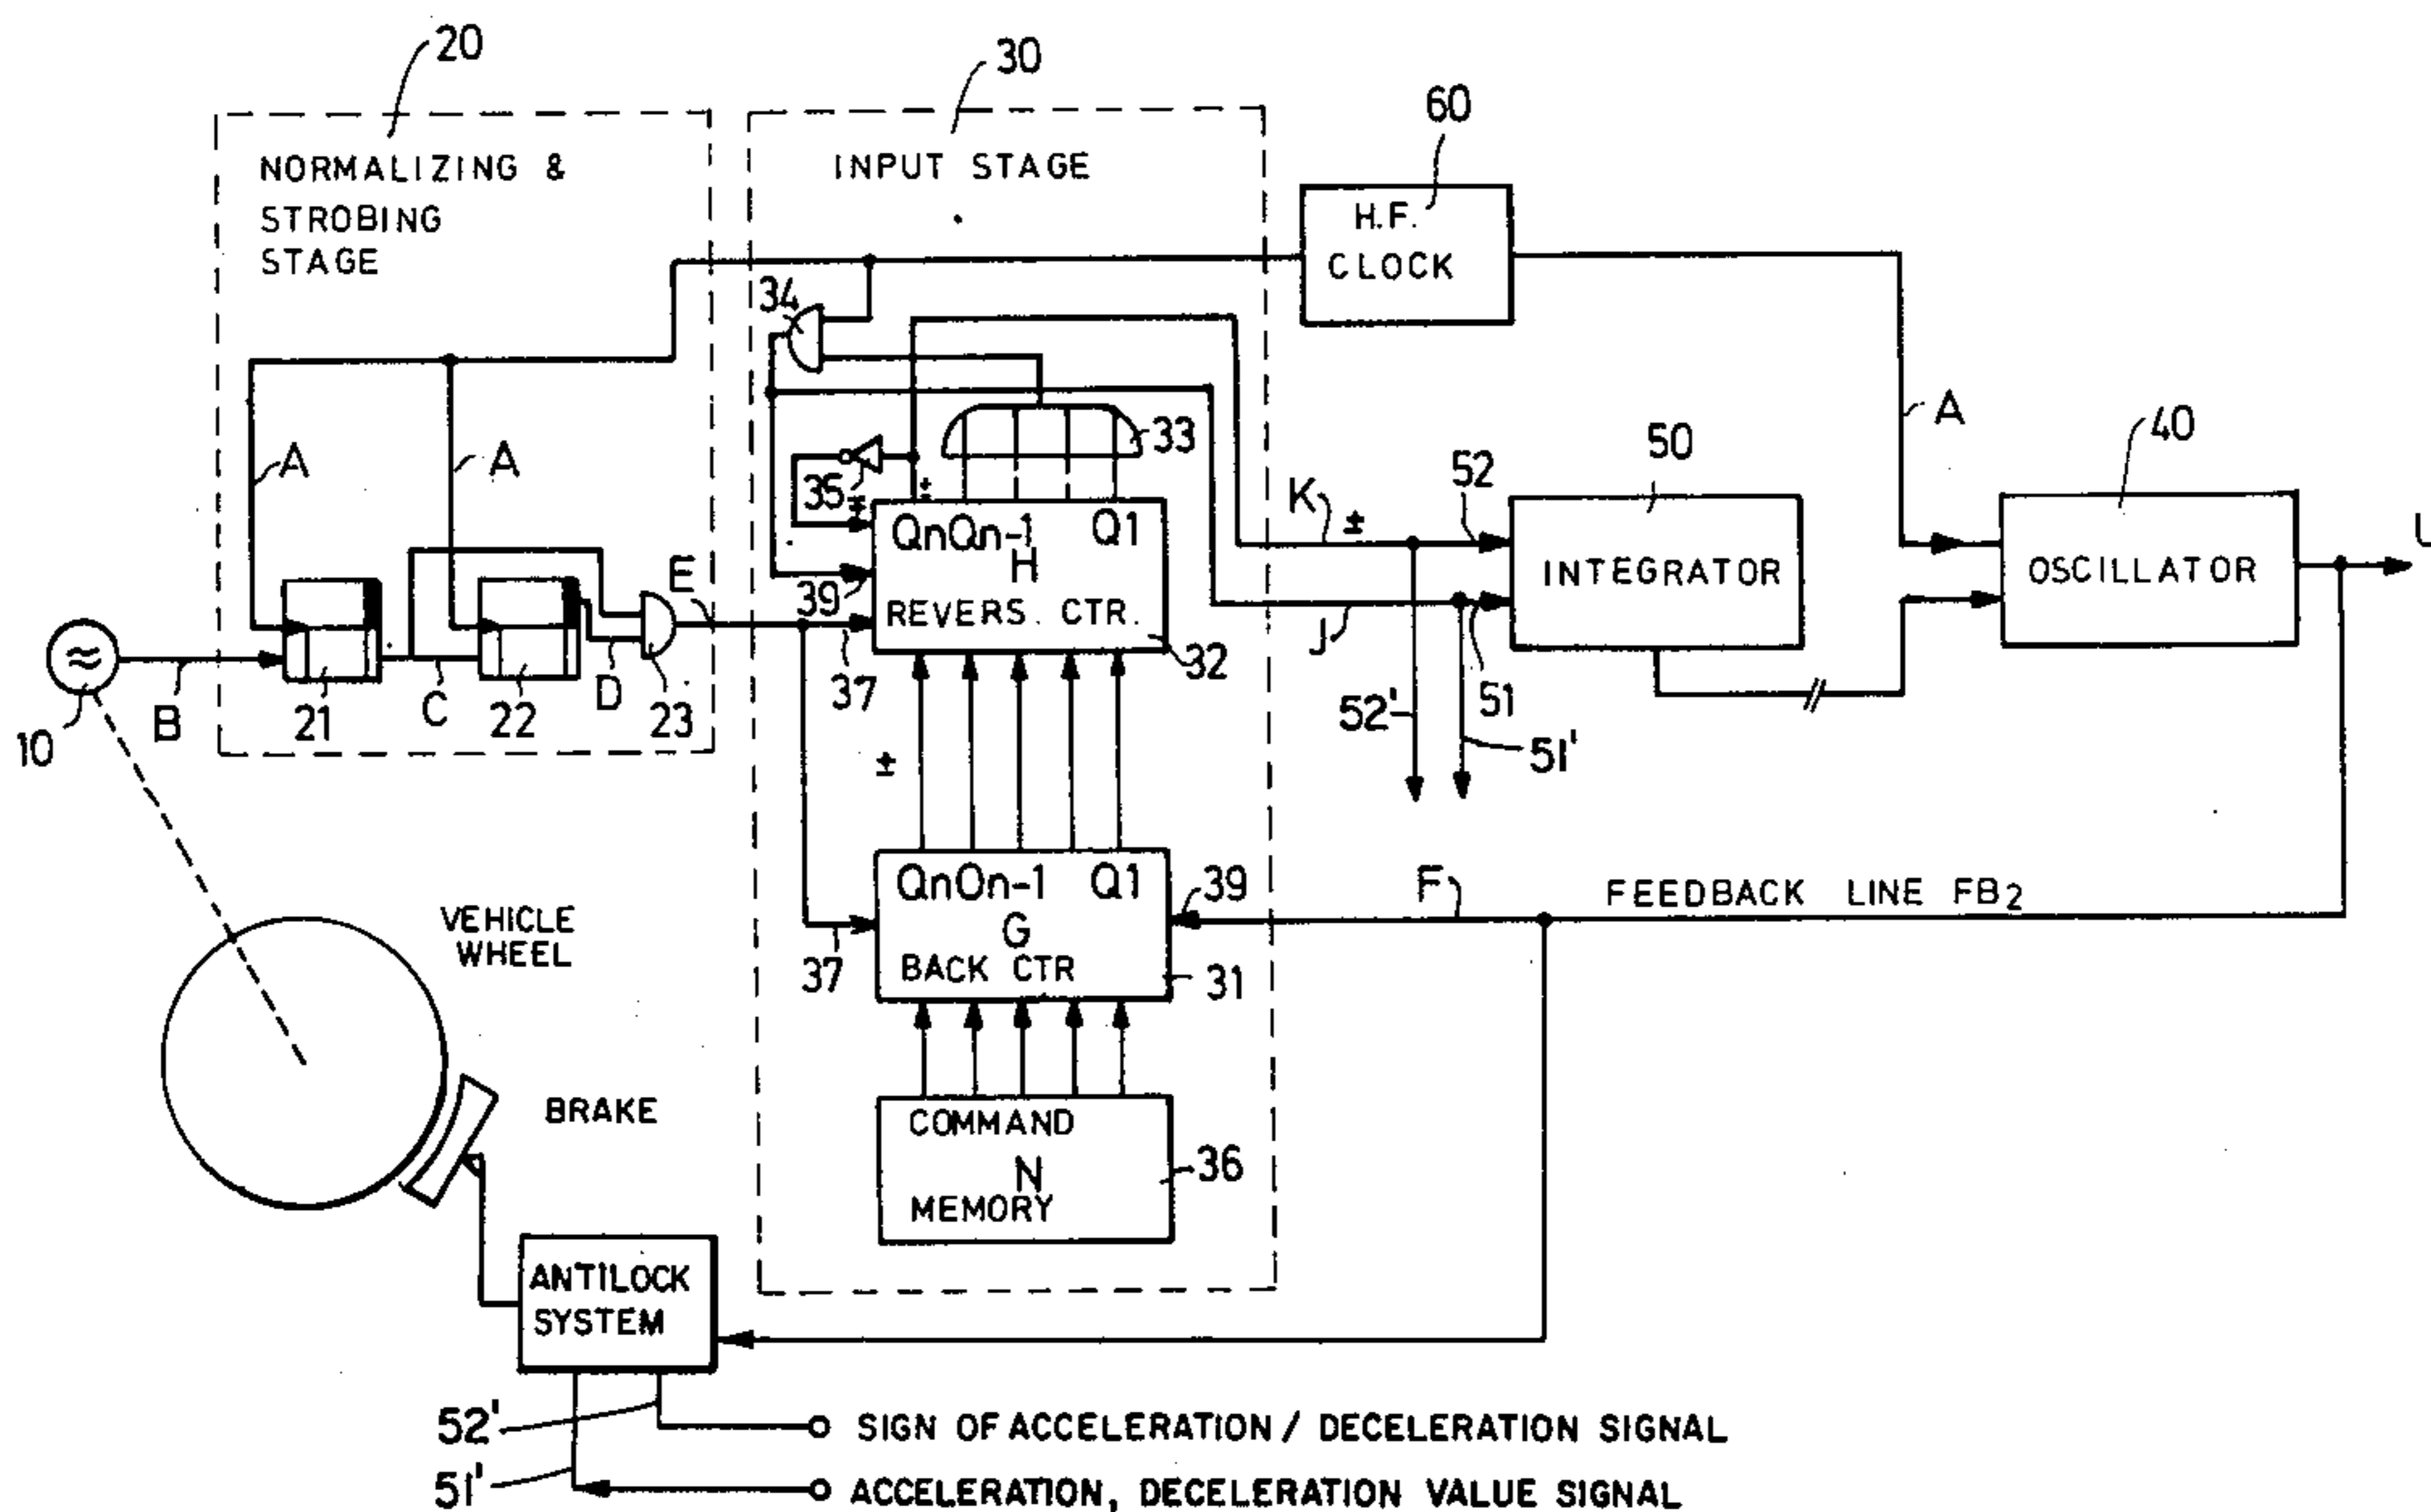 20
30
60
NORMALIZING &
STROBING
STAGE
INPUT STAGE
H.F.
CLOCK
34
A
A
33
35
±
∓
50
A
40
K
±
52
QnQn-1 Q1
H
REVERS. CTR.
39
E
INTEGRATOR
OSCILLATOR
U
B
21
C
22
D
23
37
32
J
51
52'
51'
10
±
QnQn-1 Q1
G
BACK CTR
39
F
FEEDBACK LINE FB2
37
31
VEHICLE
WHEEL
BRAKE
COMMAND
N
MEMORY
36
ANTILOCK
SYSTEM
52'
SIGN OF ACCELERATION / DECELERATION SIGNAL
51'
ACCELERATION, DECELERATION VALUE SIGNAL